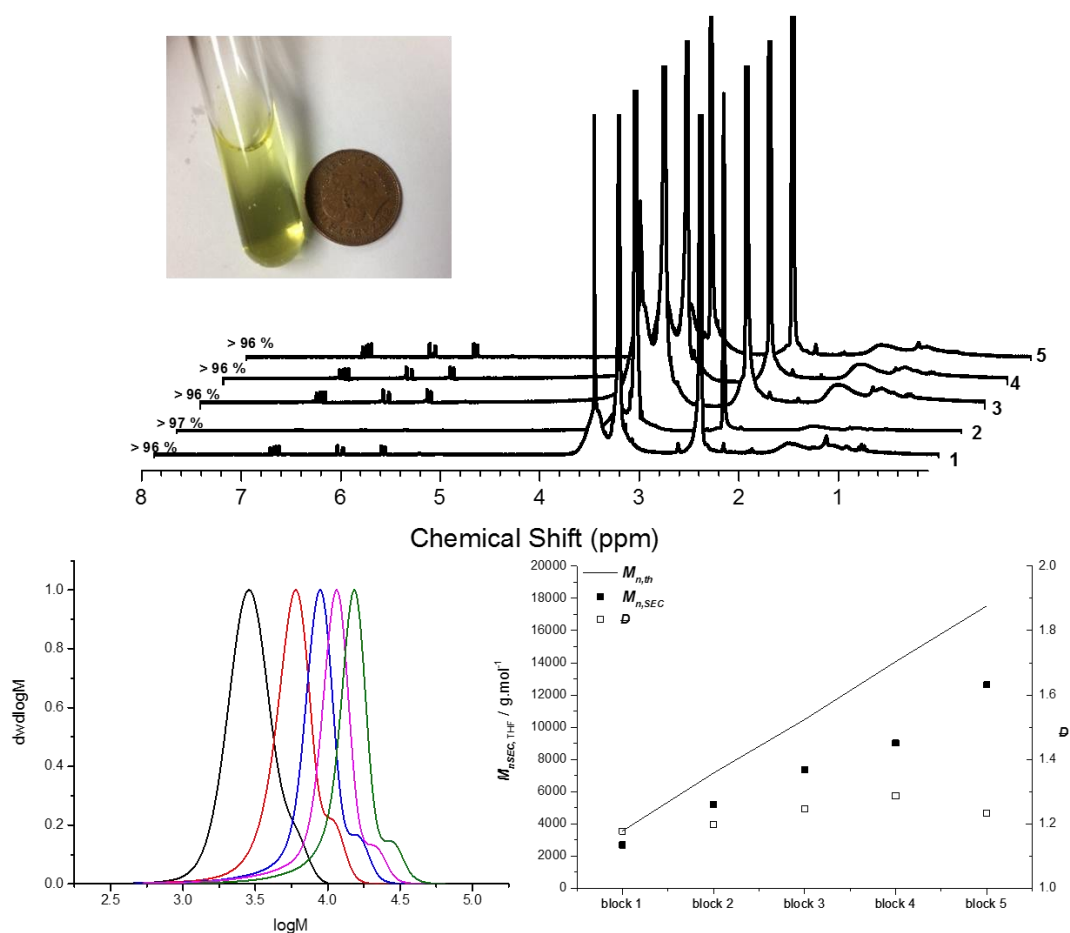 > 96 %
5
> 96 %
4
> 96 %
3
> 97 %
2
> 96 %
1
8 7 6 5 4 3 2 1
Chemical Shift (ppm)
1.0
0.8
0.6
0.4
0.2
0.0
dwdlogM
2.5 3.0 3.5 4.0 4.5 5.0
logM
20000
18000
16000
14000
12000
10000
8000
6000
4000
2000
0
MnSEC, THF / g.mol-1
Mn,th
Mn,SEC
Đ
2.0
1.8
1.6
1.4
1.2
1.0
Đ
block 1 block 2 block 3 block 4 block 5